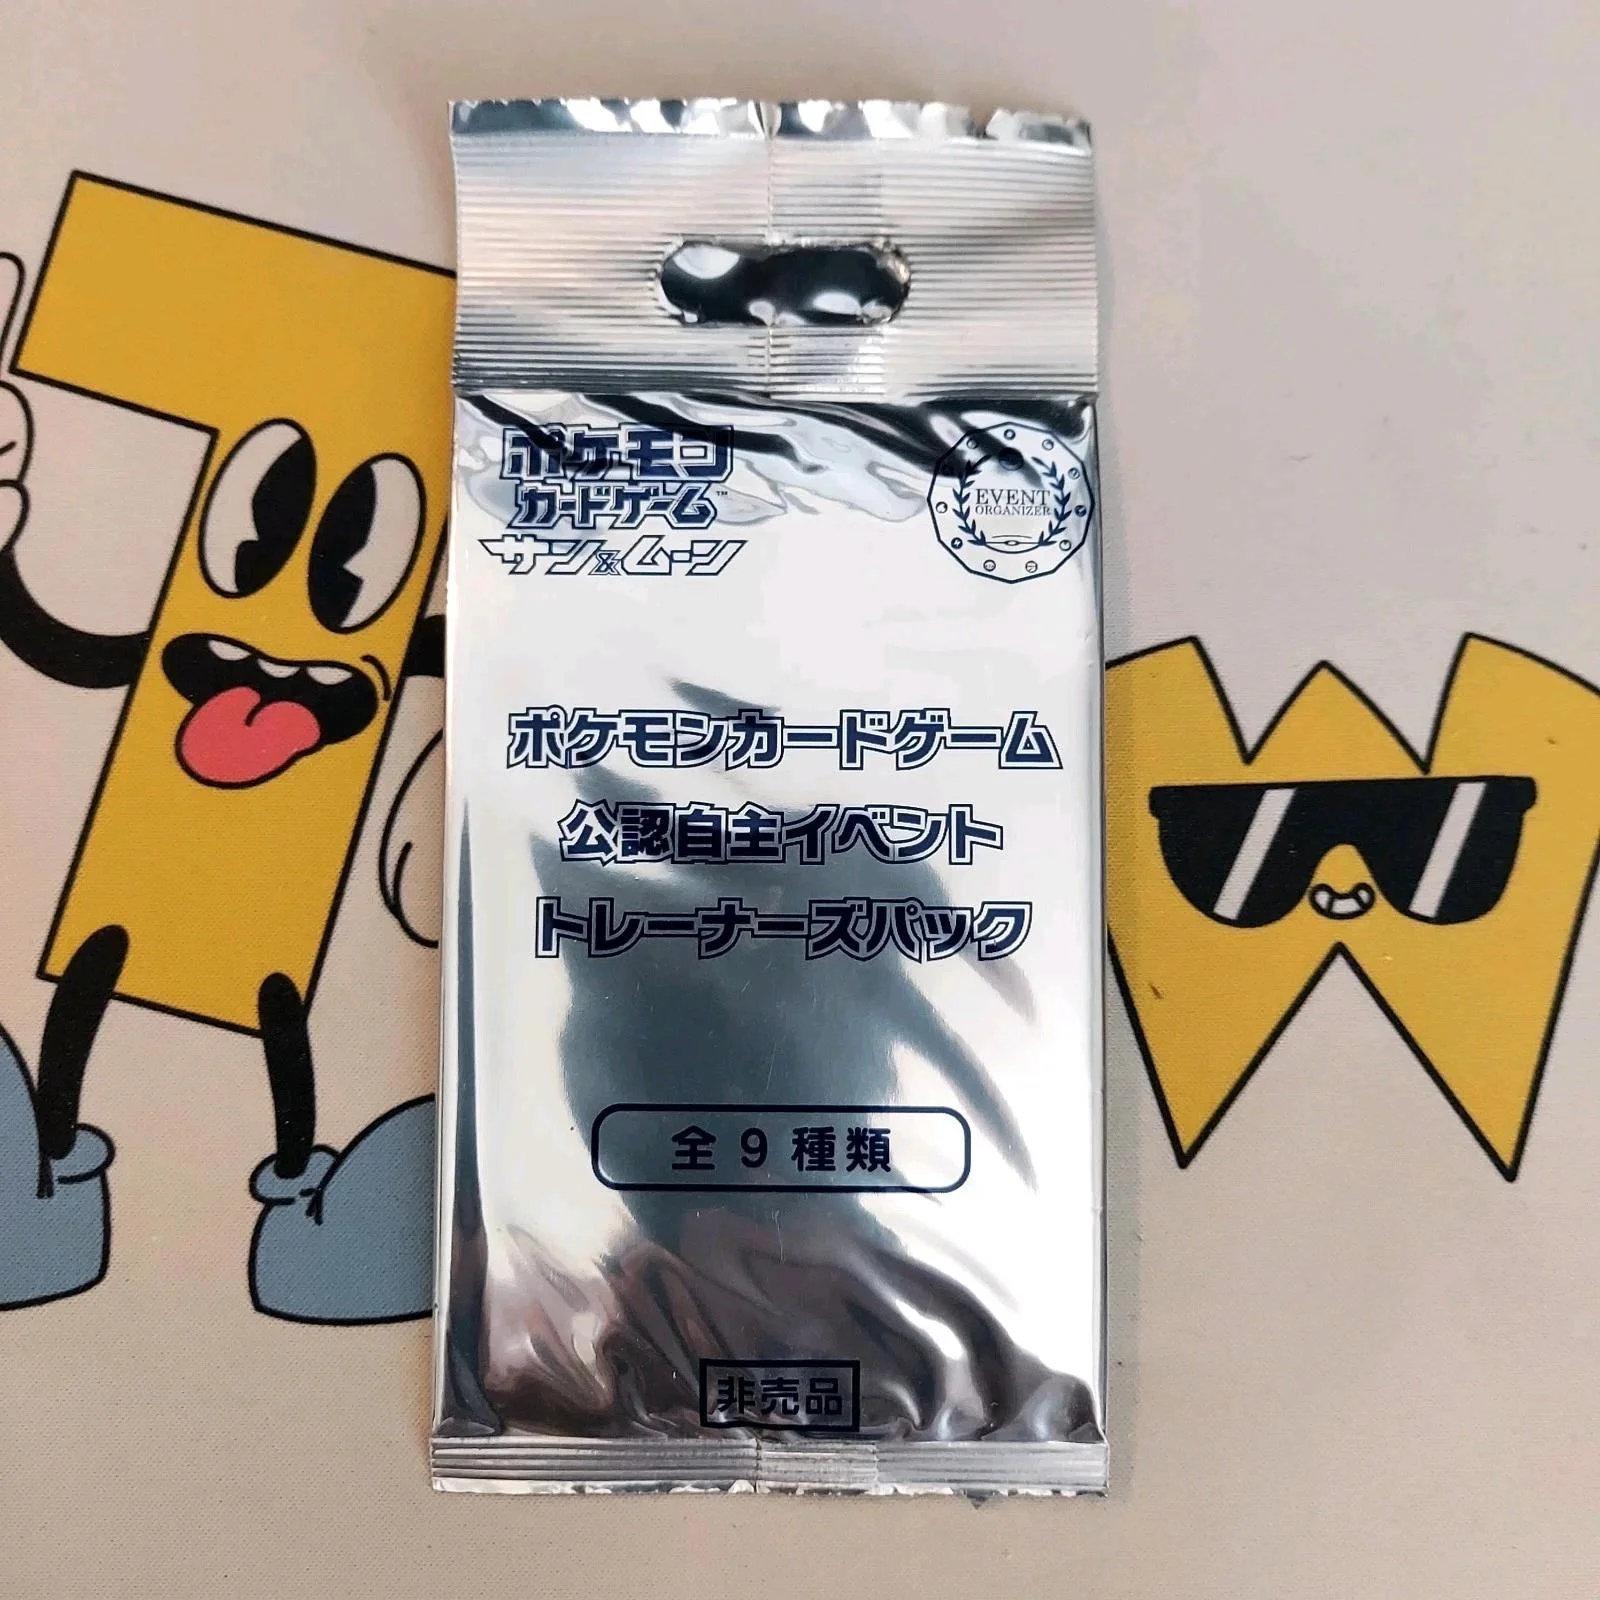 ポケモン
カードゲーム™
サン&ムーン
EVENT
ORGANIZER
ポケモンカードゲーム
公認自主イベント
トレーナーズパック
全9種類
非売品